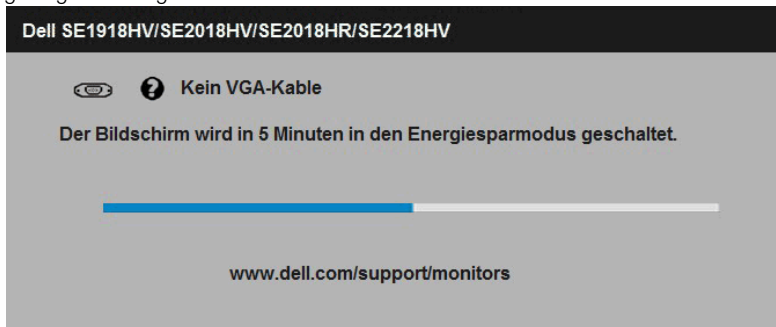 Dell SE1918HV/SE2018HV/SE2018HR/SE2218HV
Kein VGA-Kable
Der Bildschirm wird in 5 Minuten in den Energiesparmodus geschaltet.
www.dell.com/support/monitors